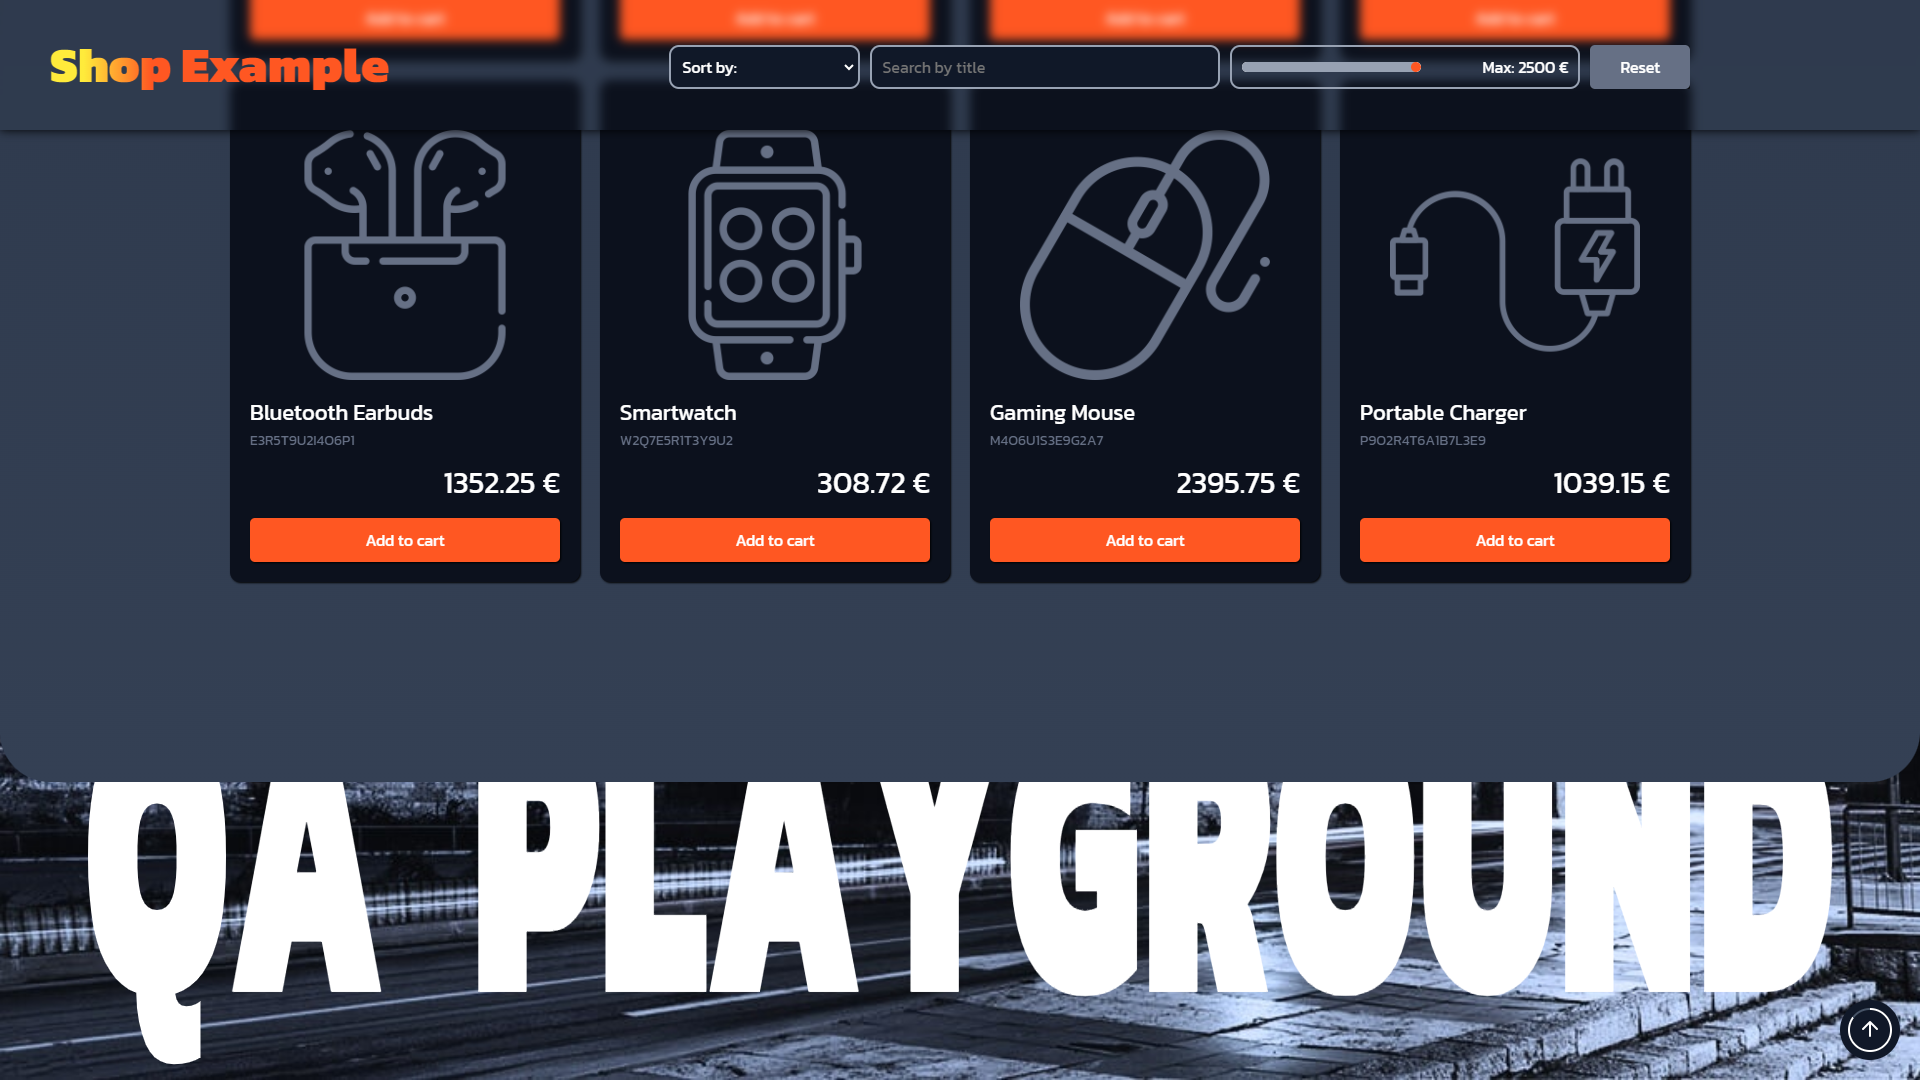 Shop Example
Sort by:
Search by title
Max: 2500 €
Reset
Bluetooth Earbuds
E3R5T9U2I4O6P1
1352.25 €
Add to cart
Smartwatch
W2Q7E5R1T3Y9U2
308.72 €
Add to cart
Gaming Mouse
M4O6U1S3E9G2A7
2395.75 €
Add to cart
Portable Charger
P9O2R4T6A1B7L3E9
1039.15 €
Add to cart
QA PLAYGROUND